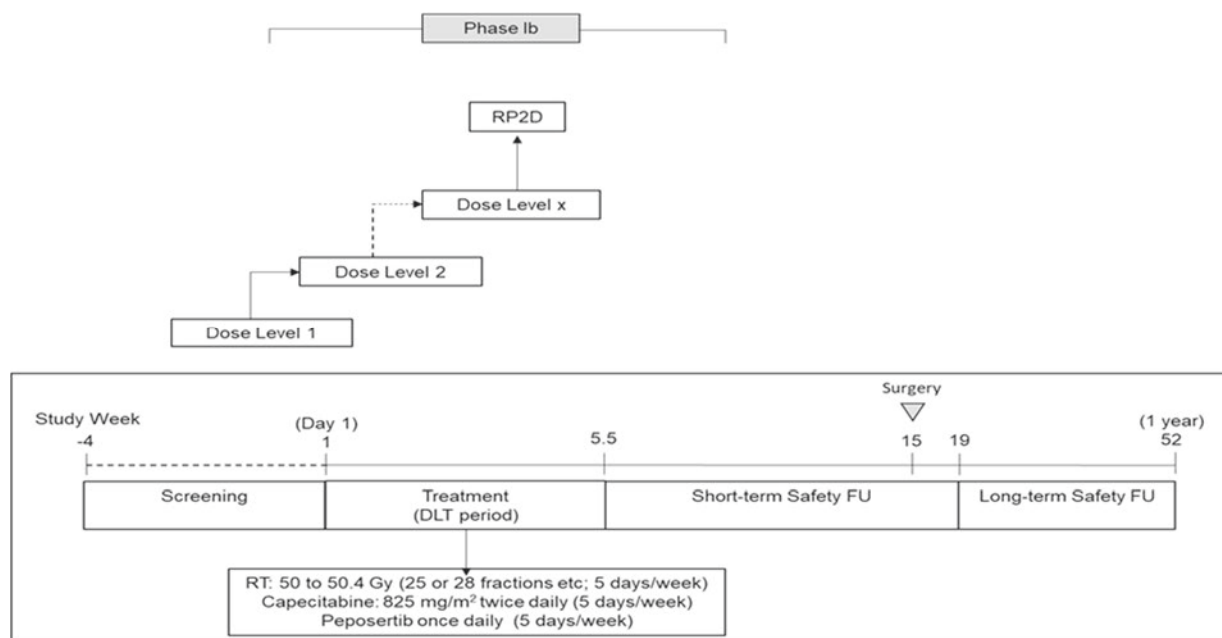 Phase Ib
RP2D
Dose Level x
Dose Level 2
Dose Level 1
Surgery
Study Week
(Day 1)
(1 year)
-4
1
5.5
15
19
52
Screening
Treatment
(DLT period)
Short-term Safety FU
Long-term Safety FU
RT: 50 to 50.4 Gy (25 or 28 fractions etc; 5 days/week)
Capecitabine: 825 mg/m² twice daily (5 days/week)
Peposertib once daily (5 days/week)